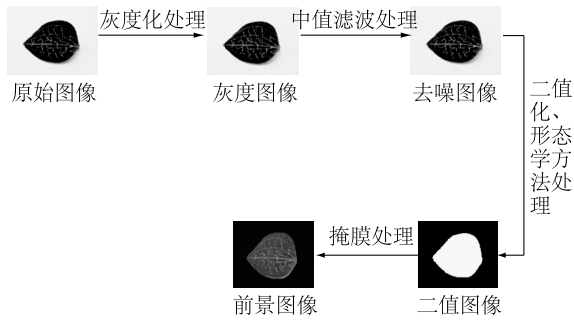 灰度化处理
中值滤波处理
原始图像
灰度图像
去噪图像
二值
化、
形态
学方
法处
理
掩膜处理
前景图像
二值图像